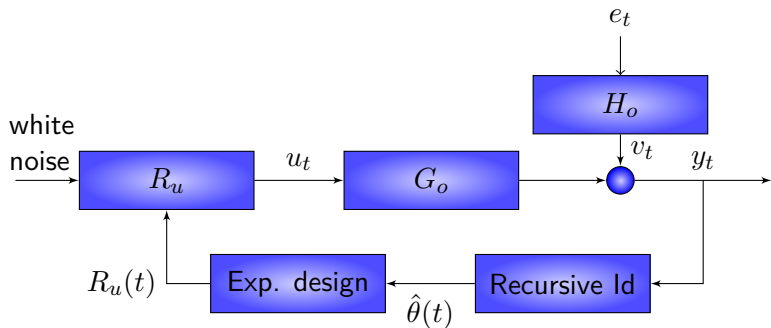 e_t
H_o
white
noise
R_u
u_t
G_o
v_t
y_t
R_u(t)
Exp. design
θ̂(t)
Recursive Id